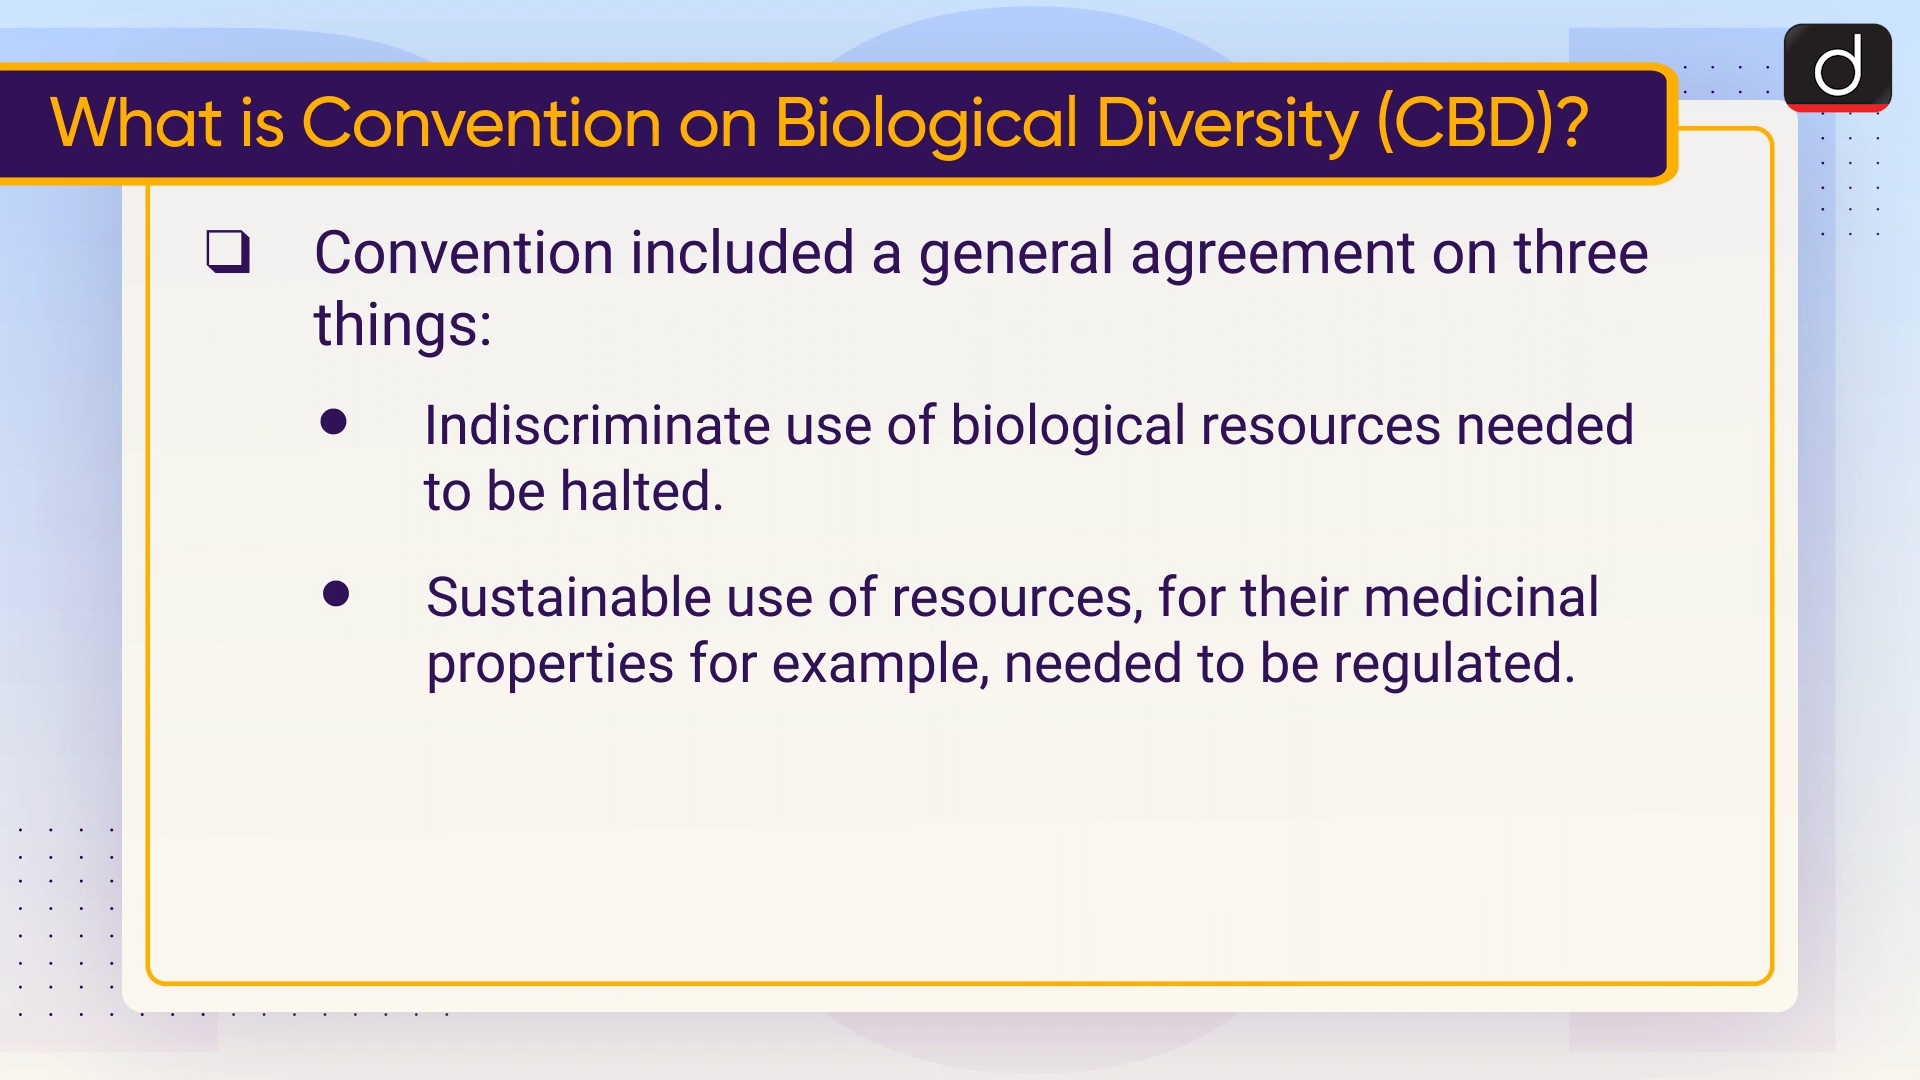 What is Convention on Biological Diversity (CBD)?
d
❑ Convention included a general agreement on three
things:
● Indiscriminate use of biological resources needed
to be halted.
● Sustainable use of resources, for their medicinal
properties for example, needed to be regulated.